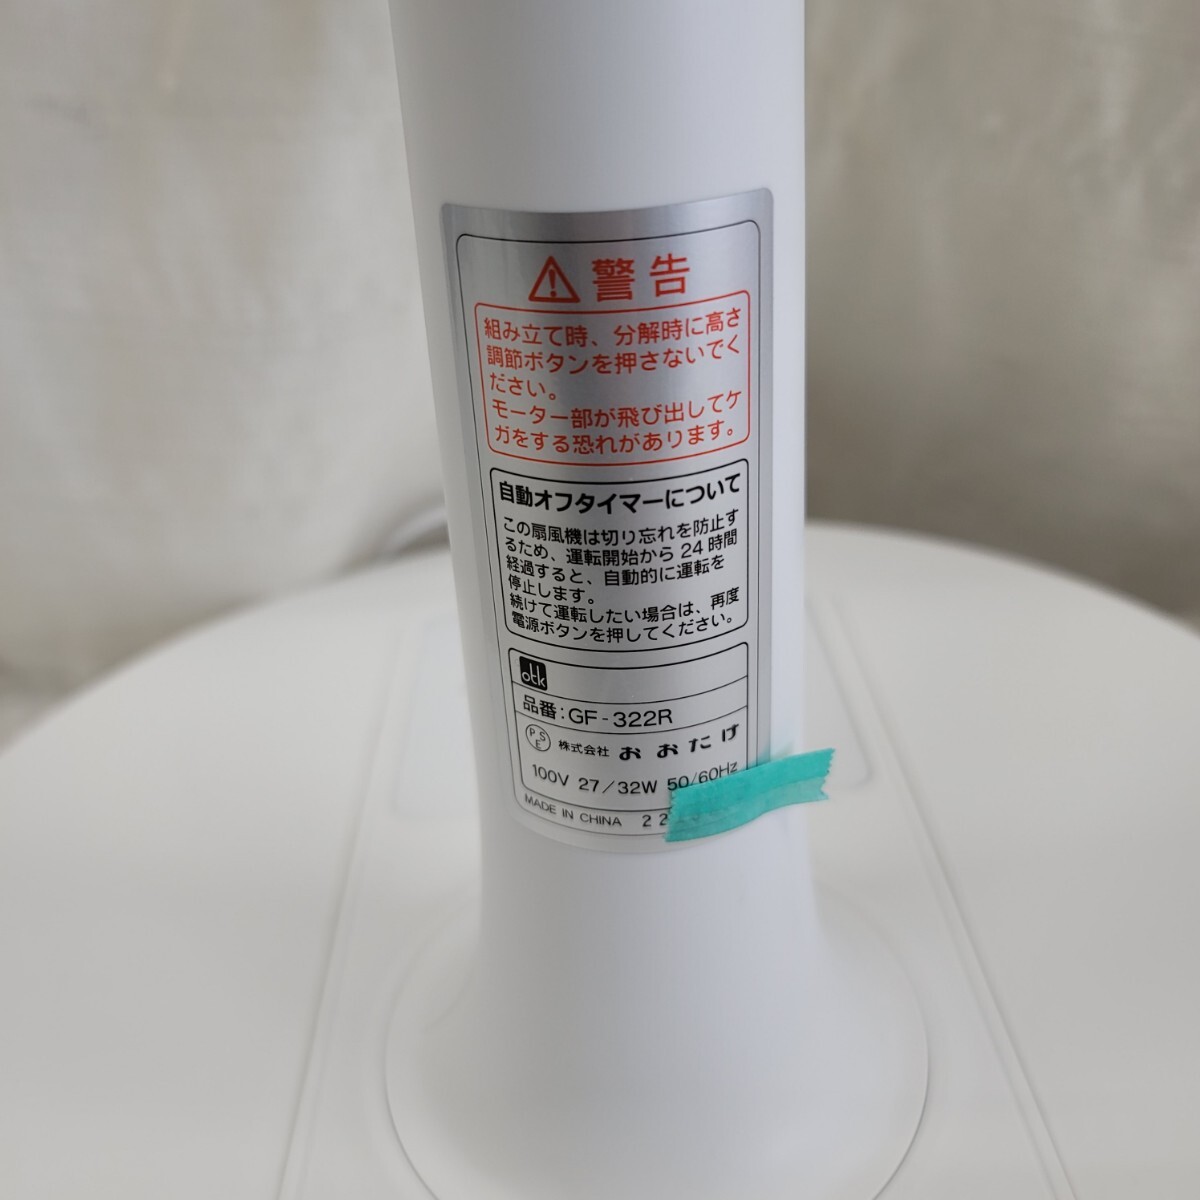 警告
組み立て時、分解時に高さ
調節ボタンを押さないでく
ださい。
モーター部が飛び出してケ
ガをする恐れがあります。
自動オフタイマーについて
この扇風機は切り忘れを防止す
るため、運転開始から24時間
経過すると、自動的に運転を
停止します。
続けて運転したい場合は、再度
電源ボタンを押してください。
otk
品番:GF-322R
PSE 株式会社 おおたけ
100V 27/32W 50/60Hz
MADE IN CHINA 22